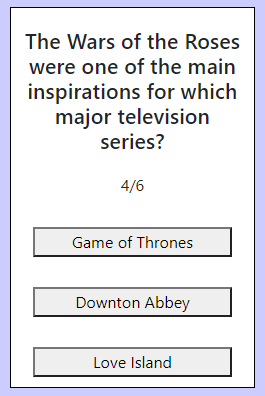 The Wars of the Roses
were one of the main
inspirations for which
major television
series?
4/6
Game of Thrones
Downton Abbey
Love Island